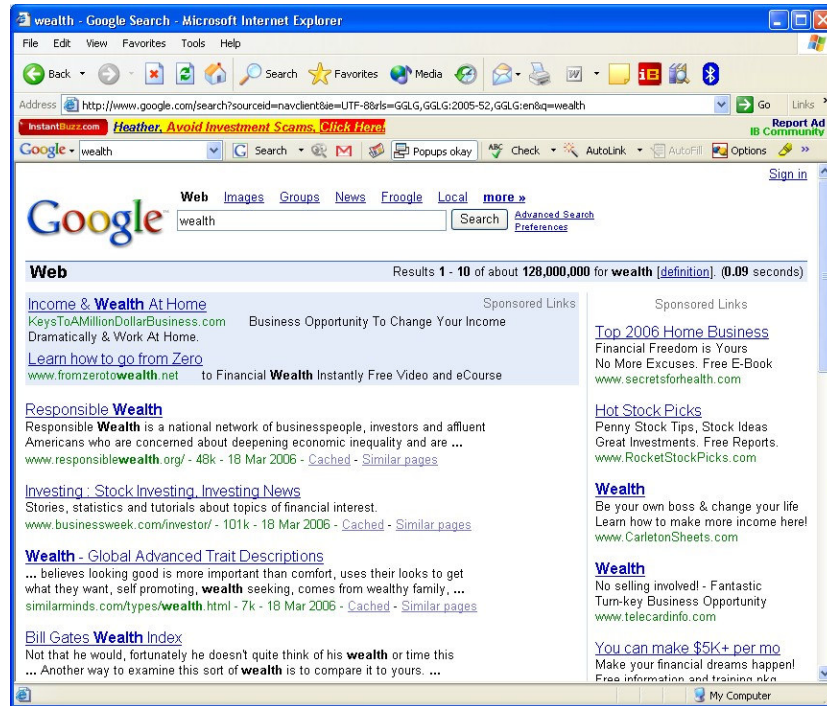 wealth - Google Search - Microsoft Internet Explorer
File Edit View Favorites Tools Help
Back Search Favorites Media
Address http://www.google.com/search?sourceid=navclient&ie=UTF-8&rls=GGLG,GGLG:2005-52,GGLG:en&q=wealth Go Links »
InstantBuzz.com Heather, Avoid Investment Scams, Click Here! Report Ad
IB Community
Google wealth Search Popups okay ABC Check AutoLink AutoFill Options »
Sign in
Web Images Groups News Froogle Local more »
Google wealth Search Advanced Search
Preferences
Web Results 1 - 10 of about 128,000,000 for wealth [definition]. (0.09 seconds)
Income & Wealth At Home Sponsored Links
KeysToAMillionDollarBusiness.com Business Opportunity To Change Your Income
Dramatically & Work At Home.
Learn how to go from Zero
www.fromzerotowealth.net to Financial Wealth Instantly Free Video and eCourse
Responsible Wealth
Responsible Wealth is a national network of businesspeople, investors and affluent
Americans who are concerned about deepening economic inequality and are ...
www.responsiblewealth.org/ - 48k - 18 Mar 2006 - Cached - Similar pages
Investing : Stock Investing, Investing News
Stories, statistics and tutorials about topics of financial interest.
www.businessweek.com/investor/ - 101k - 18 Mar 2006 - Cached - Similar pages
Wealth - Global Advanced Trait Descriptions
... believes looking good is more important than comfort, uses their looks to get
what they want, self promoting, wealth seeking, comes from wealthy family, ...
similarminds.com/types/wealth.html - 7k - 18 Mar 2006 - Cached - Similar pages
Bill Gates Wealth Index
Not that he would, fortunately he doesn't quite think of his wealth or time this
... Another way to examine this sort of wealth is to compare it to yours. ...
Sponsored Links
Top 2006 Home Business
Financial Freedom is Yours
No More Excuses. Free E-Book
www.secretsforhealth.com
Hot Stock Picks
Penny Stock Tips, Stock Ideas
Great Investments. Free Reports.
www.RocketStockPicks.com
Wealth
Be your own boss & change your life
Learn how to make more income here!
www.CarletonSheets.com
Wealth
No selling involved! - Fantastic
Turn-key Business Opportunity
www.telecardinfo.com
You can make $5K+ per mo
Make your financial dreams happen!
Free information and training pkg
My Computer